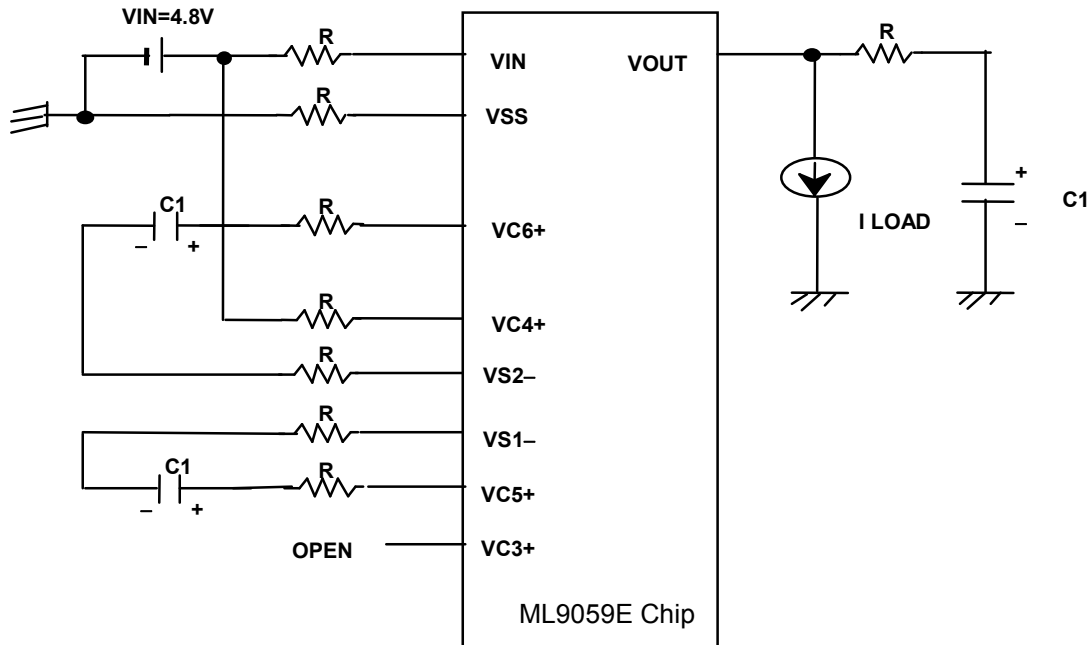 VIN=4.8V
R
VIN
VOUT
R
R
VSS
C1
– +
R
VC6+
I LOAD
+
–
C1
R
VC4+
R
VS2–
R
VS1–
C1
– +
R
VC5+
OPEN
VC3+
ML9059E Chip